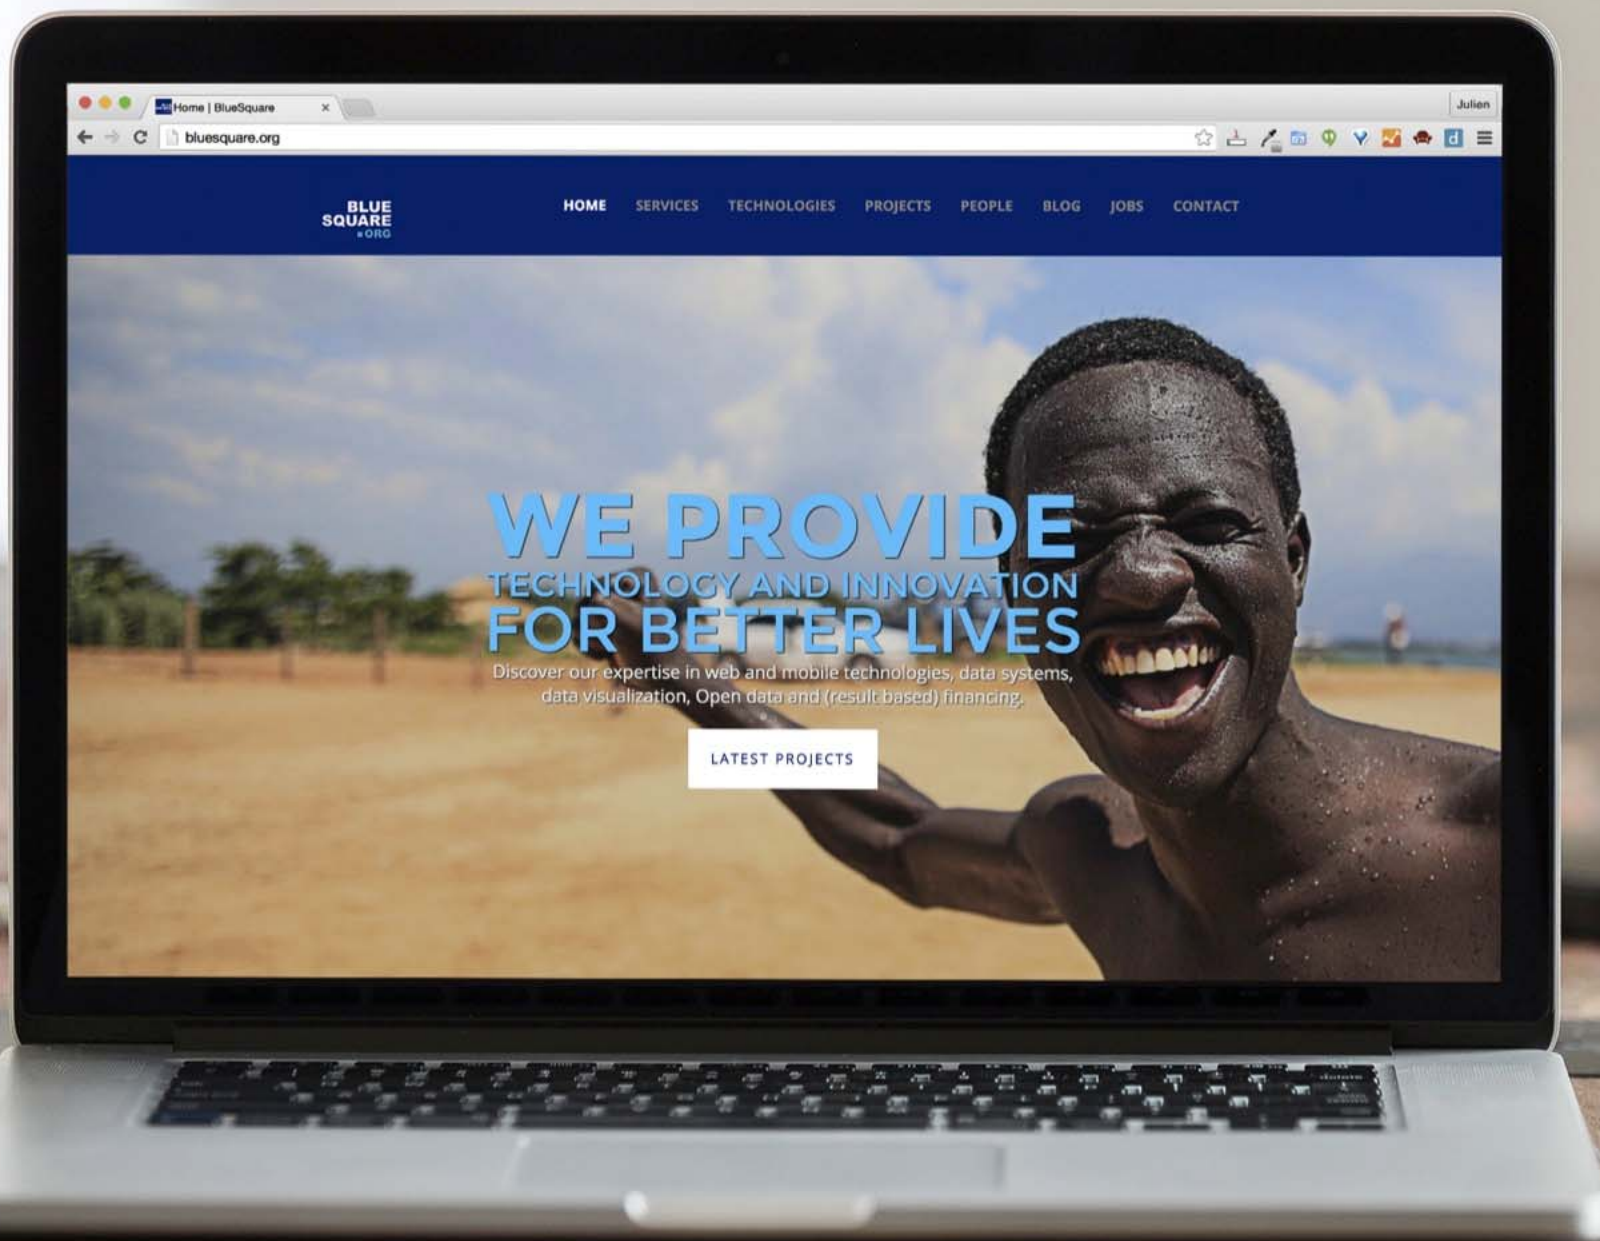 Home | BlueSquare
Julien
bluesquare.org
BLUE
SQUARE
.ORG
HOME SERVICES TECHNOLOGIES PROJECTS PEOPLE BLOG JOBS CONTACT
WE PROVIDE
TECHNOLOGY AND INNOVATION
FOR BETTER LIVES
Discover our expertise in web and mobile technologies, data systems,
data visualization, Open data and (result based) financing.
LATEST PROJECTS